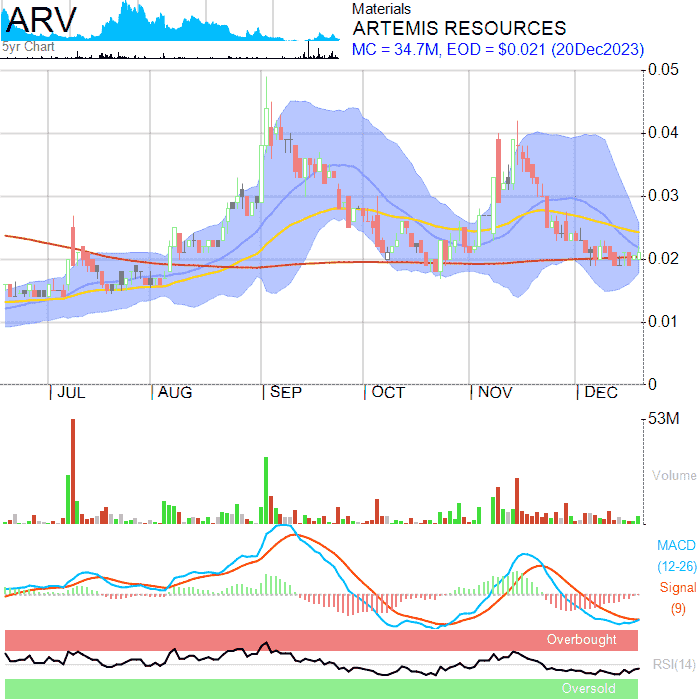 ARV
5yr Chart
Materials
ARTEMIS RESOURCES
MC = 34.7M, EOD = $0.021 (20Dec2023)
0.05
0.04
0.03
0.02
0.01
0
JUL AUG SEP OCT NOV DEC
53M
Volume
MACD
(12-26)
Signal
(9)
Overbought
RSI(14)
Oversold